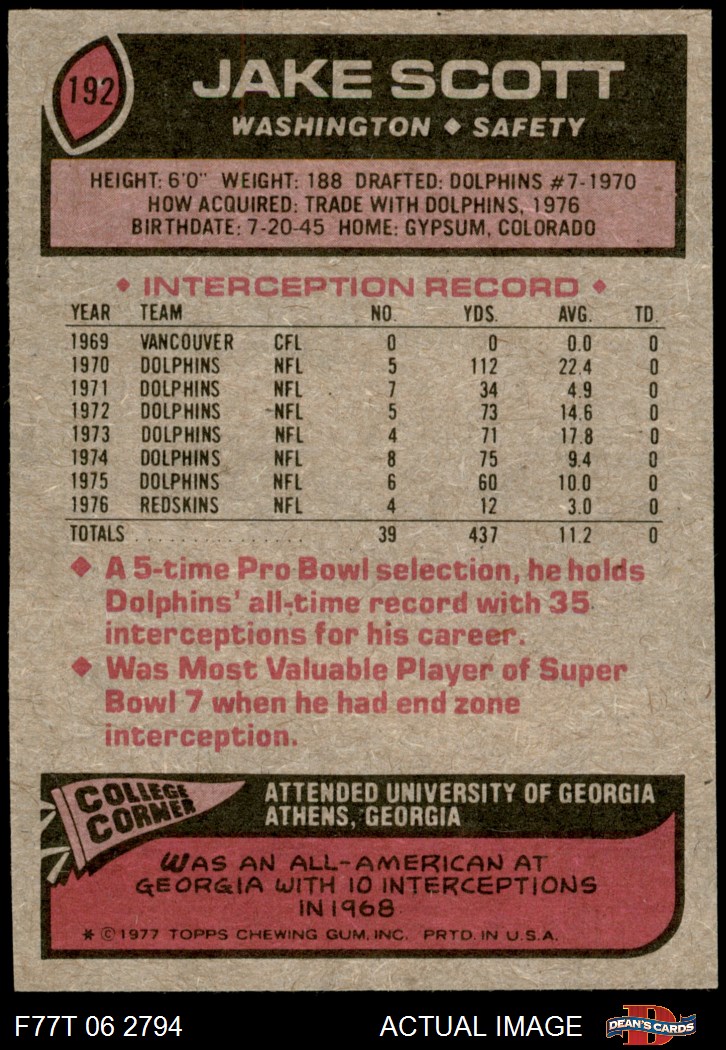 192
JAKE SCOTT
WASHINGTON ◆ SAFETY
HEIGHT: 6'0" WEIGHT: 188 DRAFTED: DOLPHINS #7-1970
HOW ACQUIRED: TRADE WITH DOLPHINS, 1976
BIRTHDATE: 7-20-45 HOME: GYPSUM, COLORADO
◆ INTERCEPTION RECORD ◆
YEAR TEAM NO. YDS. AVG. TD.
1969 VANCOUVER CFL 0 0 0.0 0
1970 DOLPHINS NFL 5 112 22.4 0
1971 DOLPHINS NFL 7 34 4.9 0
1972 DOLPHINS NFL 5 73 14.6 0
1973 DOLPHINS NFL 4 71 17.8 0
1974 DOLPHINS NFL 8 75 9.4 0
1975 DOLPHINS NFL 6 60 10.0 0
1976 REDSKINS NFL 4 12 3.0 0
TOTALS . . . . . . . . . . . . . . . 39 437 11.2 0
◆ A 5-time Pro Bowl selection, he holds
Dolphins' all-time record with 35
interceptions for his career.
◆ Was Most Valuable Player of Super
Bowl 7 when he had end zone
interception.
COLLEGE
CORNER
ATTENDED UNIVERSITY OF GEORGIA
ATHENS, GEORGIA
WAS AN ALL-AMERICAN AT
GEORGIA WITH 10 INTERCEPTIONS
IN 1968
* © 1977 TOPPS CHEWING GUM, INC. PRTD. IN U.S.A.
F77T 06 2794 ACTUAL IMAGE
D
DEAN'S CARDS